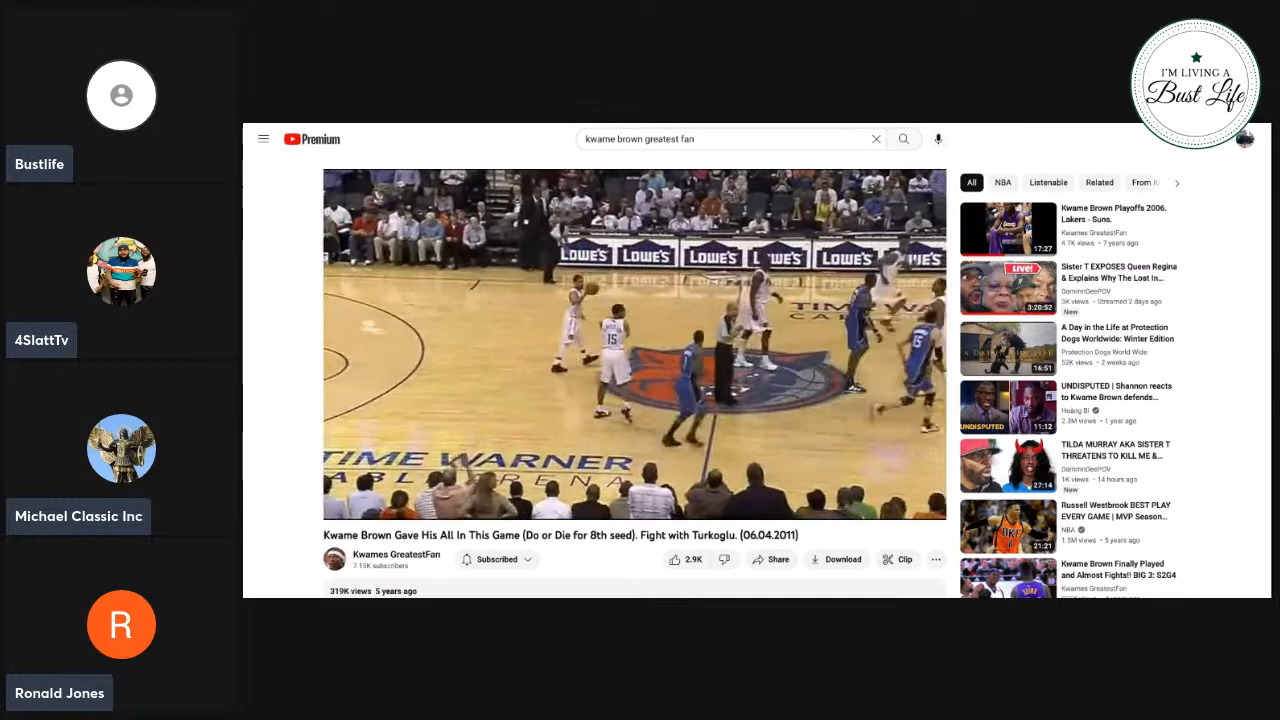 Bustlife
4SlattTv
Michael Classic Inc
R
Ronald Jones
I'M LIVING A
Bust Life
Premium
kwame brown greatest fan
LOWE'S LOWE'S LOWE'S LOWE'S LOWE'S
15
15
TIME WARNER
Kwame Brown Gave His All In This Game (Do or Die for 8th seed). Fight with Turkoglu. (06.04.2011)
Kwames GreatestFan
7.15K subscribers
Subscribed
2.9K
Share
Download
Clip
319K views 5 years ago
All
NBA
Listenable
Related
From K
17:27
Kwame Brown Playoffs 2006.
Lakers - Suns.
Kwames GreatestFan
4.7K views • 7 years ago
LIVE!
3:20:52
Sister T EXPOSES Queen Regina
& Explains Why The Lost In...
DammnDeePOV
3K views • Streamed 2 days ago
New
16:51
A Day in the Life at Protection
Dogs Worldwide: Winter Edition
Protection Dogs World Wide
52K views • 2 weeks ago
UNDISPUTED
11:12
UNDISPUTED | Shannon reacts
to Kwame Brown defends...
Hoàng Bi
2.3M views • 1 year ago
27:14
TILDA MURRAY AKA SISTER T
THREATENS TO KILL ME &...
DammnDeePOV
1K views • 14 hours ago
New
21:21
Russell Westbrook BEST PLAY
EVERY GAME | MVP Season...
NBA
1.5M views • 5 years ago
Kwame Brown Finally Played
and Almost Fights!! BIG 3: S2G4
Kwames GreatestFan